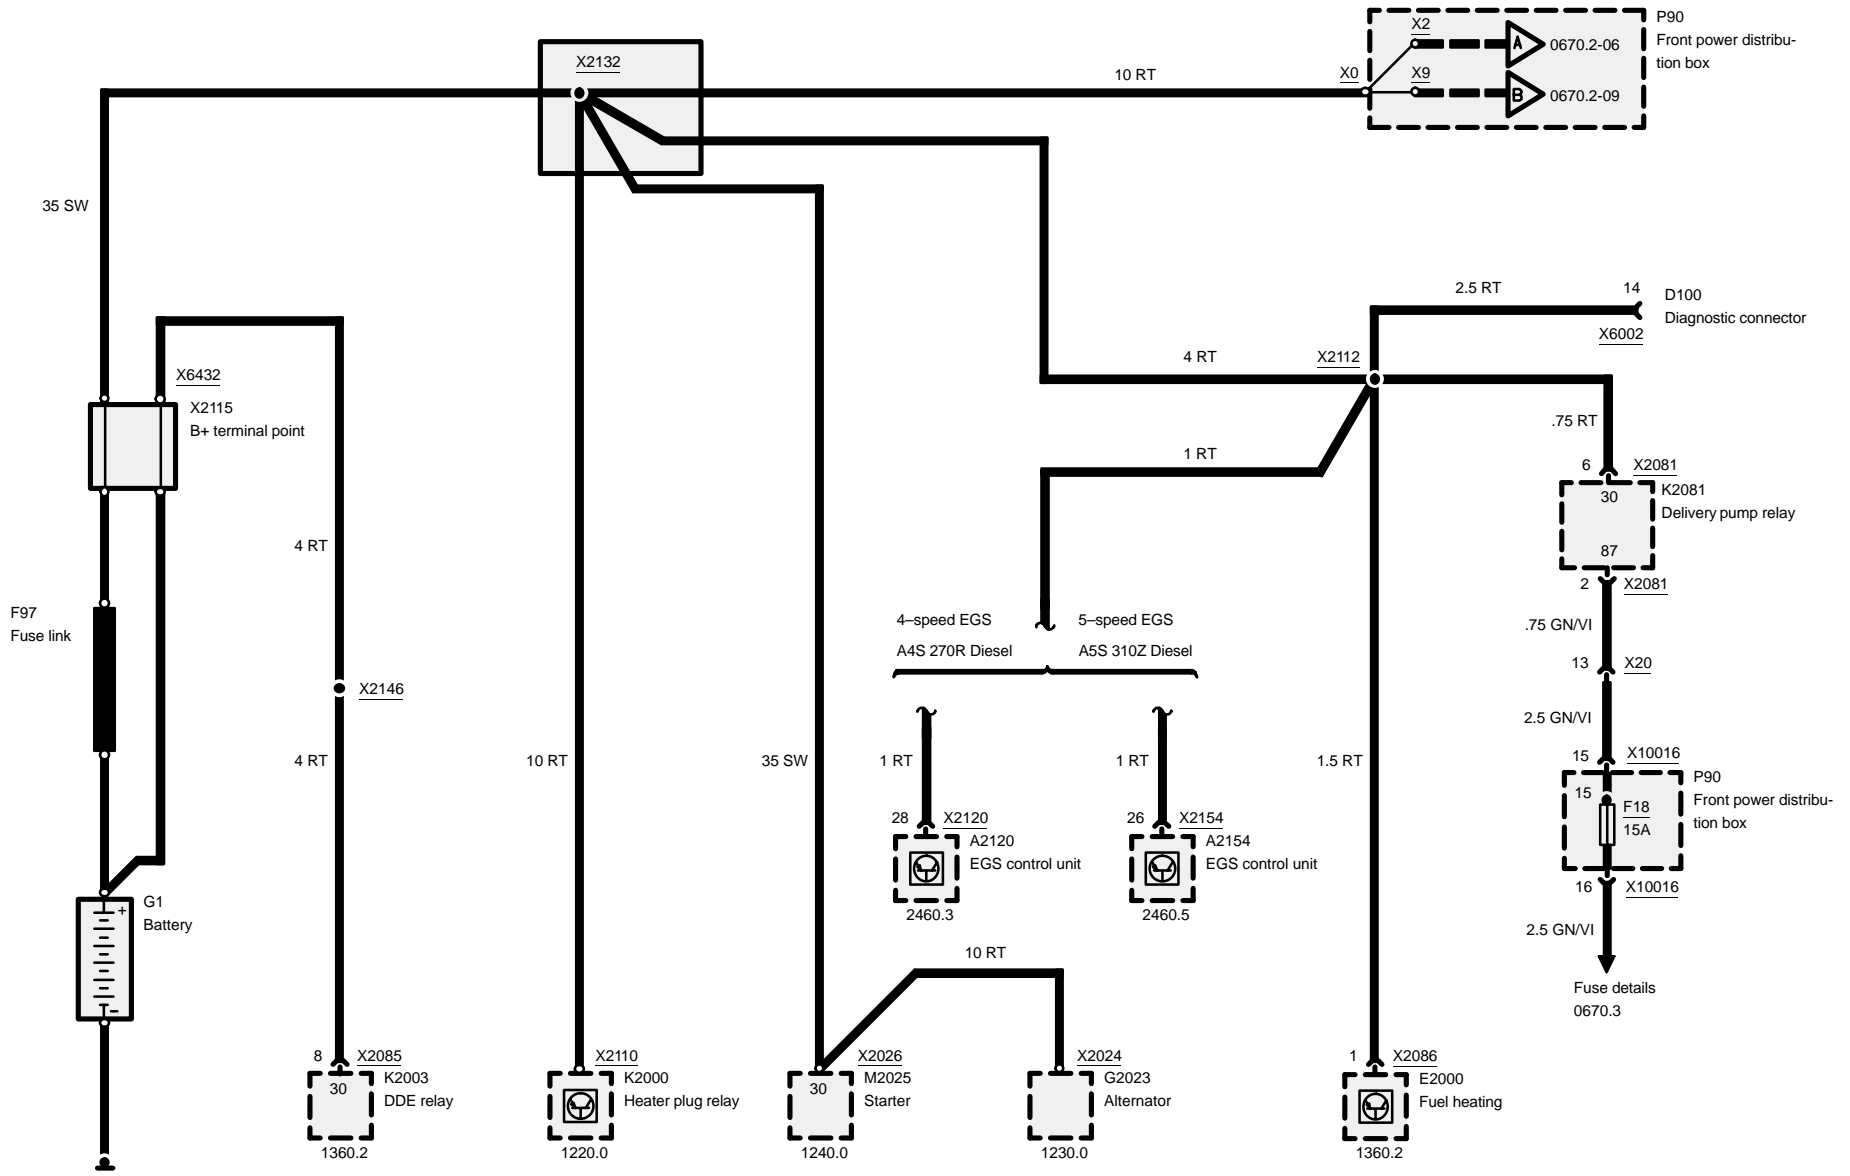 P90
Front power distribu-
tion box
X2
A
0670.2-06
X0
X9
B
0670.2-09
10 RT
X2132
35 SW
2.5 RT
14
D100
Diagnostic connector
X6002
4 RT
X2112
X6432
X2115
B+ terminal point
.75 RT
1 RT
6
X2081
30
K2081
Delivery pump relay
87
2
X2081
4 RT
F97
Fuse link
4–speed EGS
A4S 270R Diesel
5–speed EGS
A5S 310Z Diesel
.75 GN/VI
13
X20
X2146
2.5 GN/VI
4 RT
10 RT
35 SW
1 RT
1 RT
1.5 RT
15
X10016
P90
Front power distribu-
tion box
15
F18
15A
28
X2120
A2120
EGS control unit
2460.3
26
X2154
A2154
EGS control unit
2460.5
16
X10016
G1
Battery
+
-
2.5 GN/VI
10 RT
Fuse details
0670.3
8
X2085
30
K2003
DDE relay
1360.2
X2110
K2000
Heater plug relay
1220.0
X2026
30
M2025
Starter
1240.0
X2024
G2023
Alternator
1230.0
1
X2086
E2000
Fuel heating
1360.2